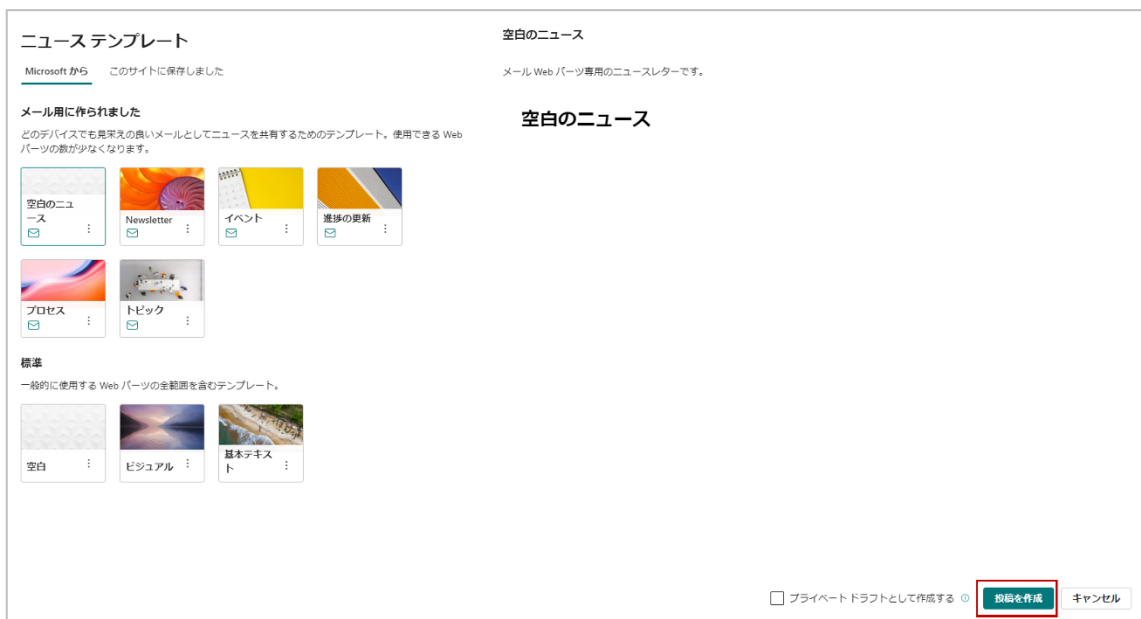 ニュース テンプレート
Microsoft から
このサイトに保存しました
メール用に作られました
どのデバイスでも見栄えの良いメールとしてニュースを共有するためのテンプレート。使用できる Web
パーツの数が少なくなります。
空白のニュ
ース
Newsletter
イベント
進捗の更新
プロセス
トピック
標準
一般的に使用する Web パーツの全範囲を含むテンプレート。
空白
ビジュアル
基本テキス
ト
空白のニュース
メール Web パーツ専用のニュースレターです。
空白のニュース
プライベート ドラフトとして作成する
投稿を作成
キャンセル